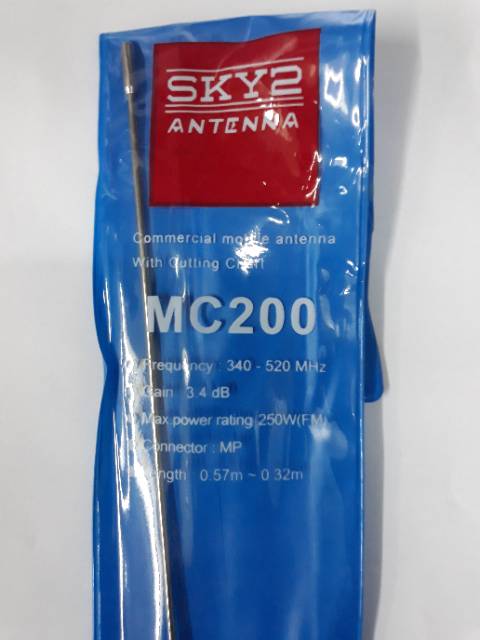 SKY2
ANTENNA
Commercial mobile antenna
With Cutting Chart
MC200
Frequency : 340 - 520 MHz
Gain : 3.4 dB
Max.power rating 250W(FM)
Connector : MP
Length 0.57m ~ 0.32m